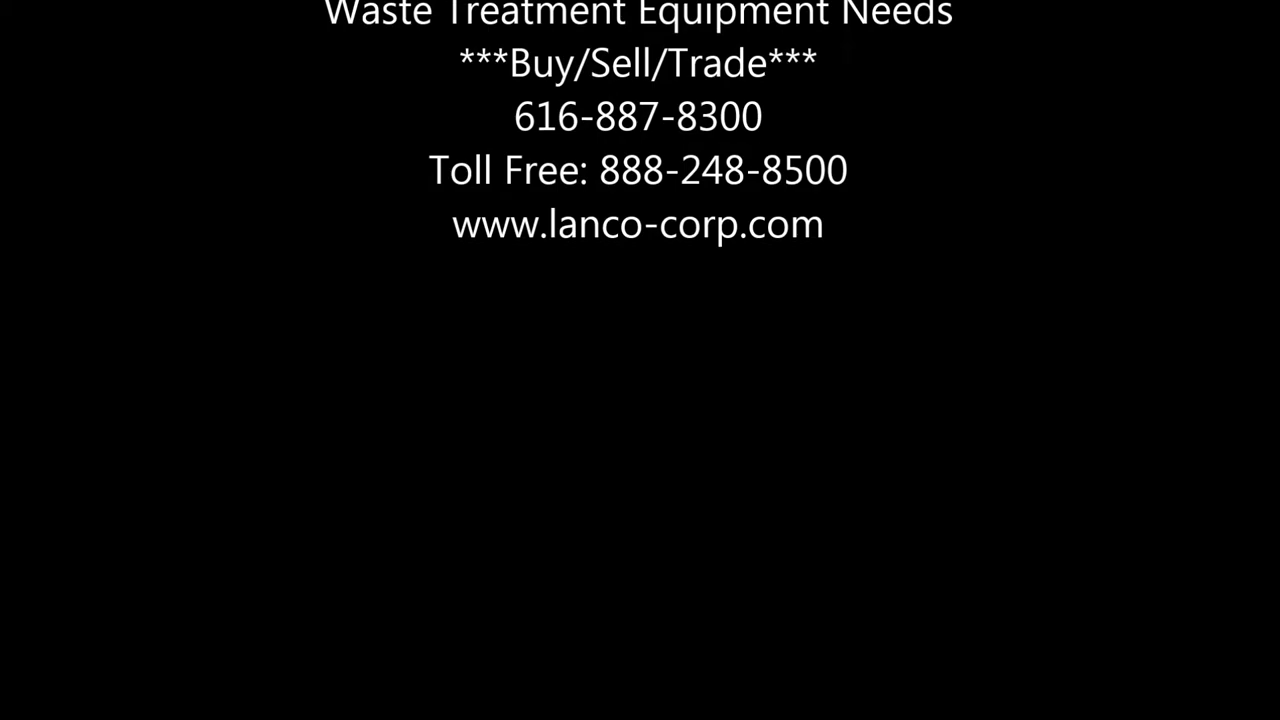 Waste Treatment Equipment Needs
***Buy/Sell/Trade***
616-887-8300
Toll Free: 888-248-8500
www.lanco-corp.com